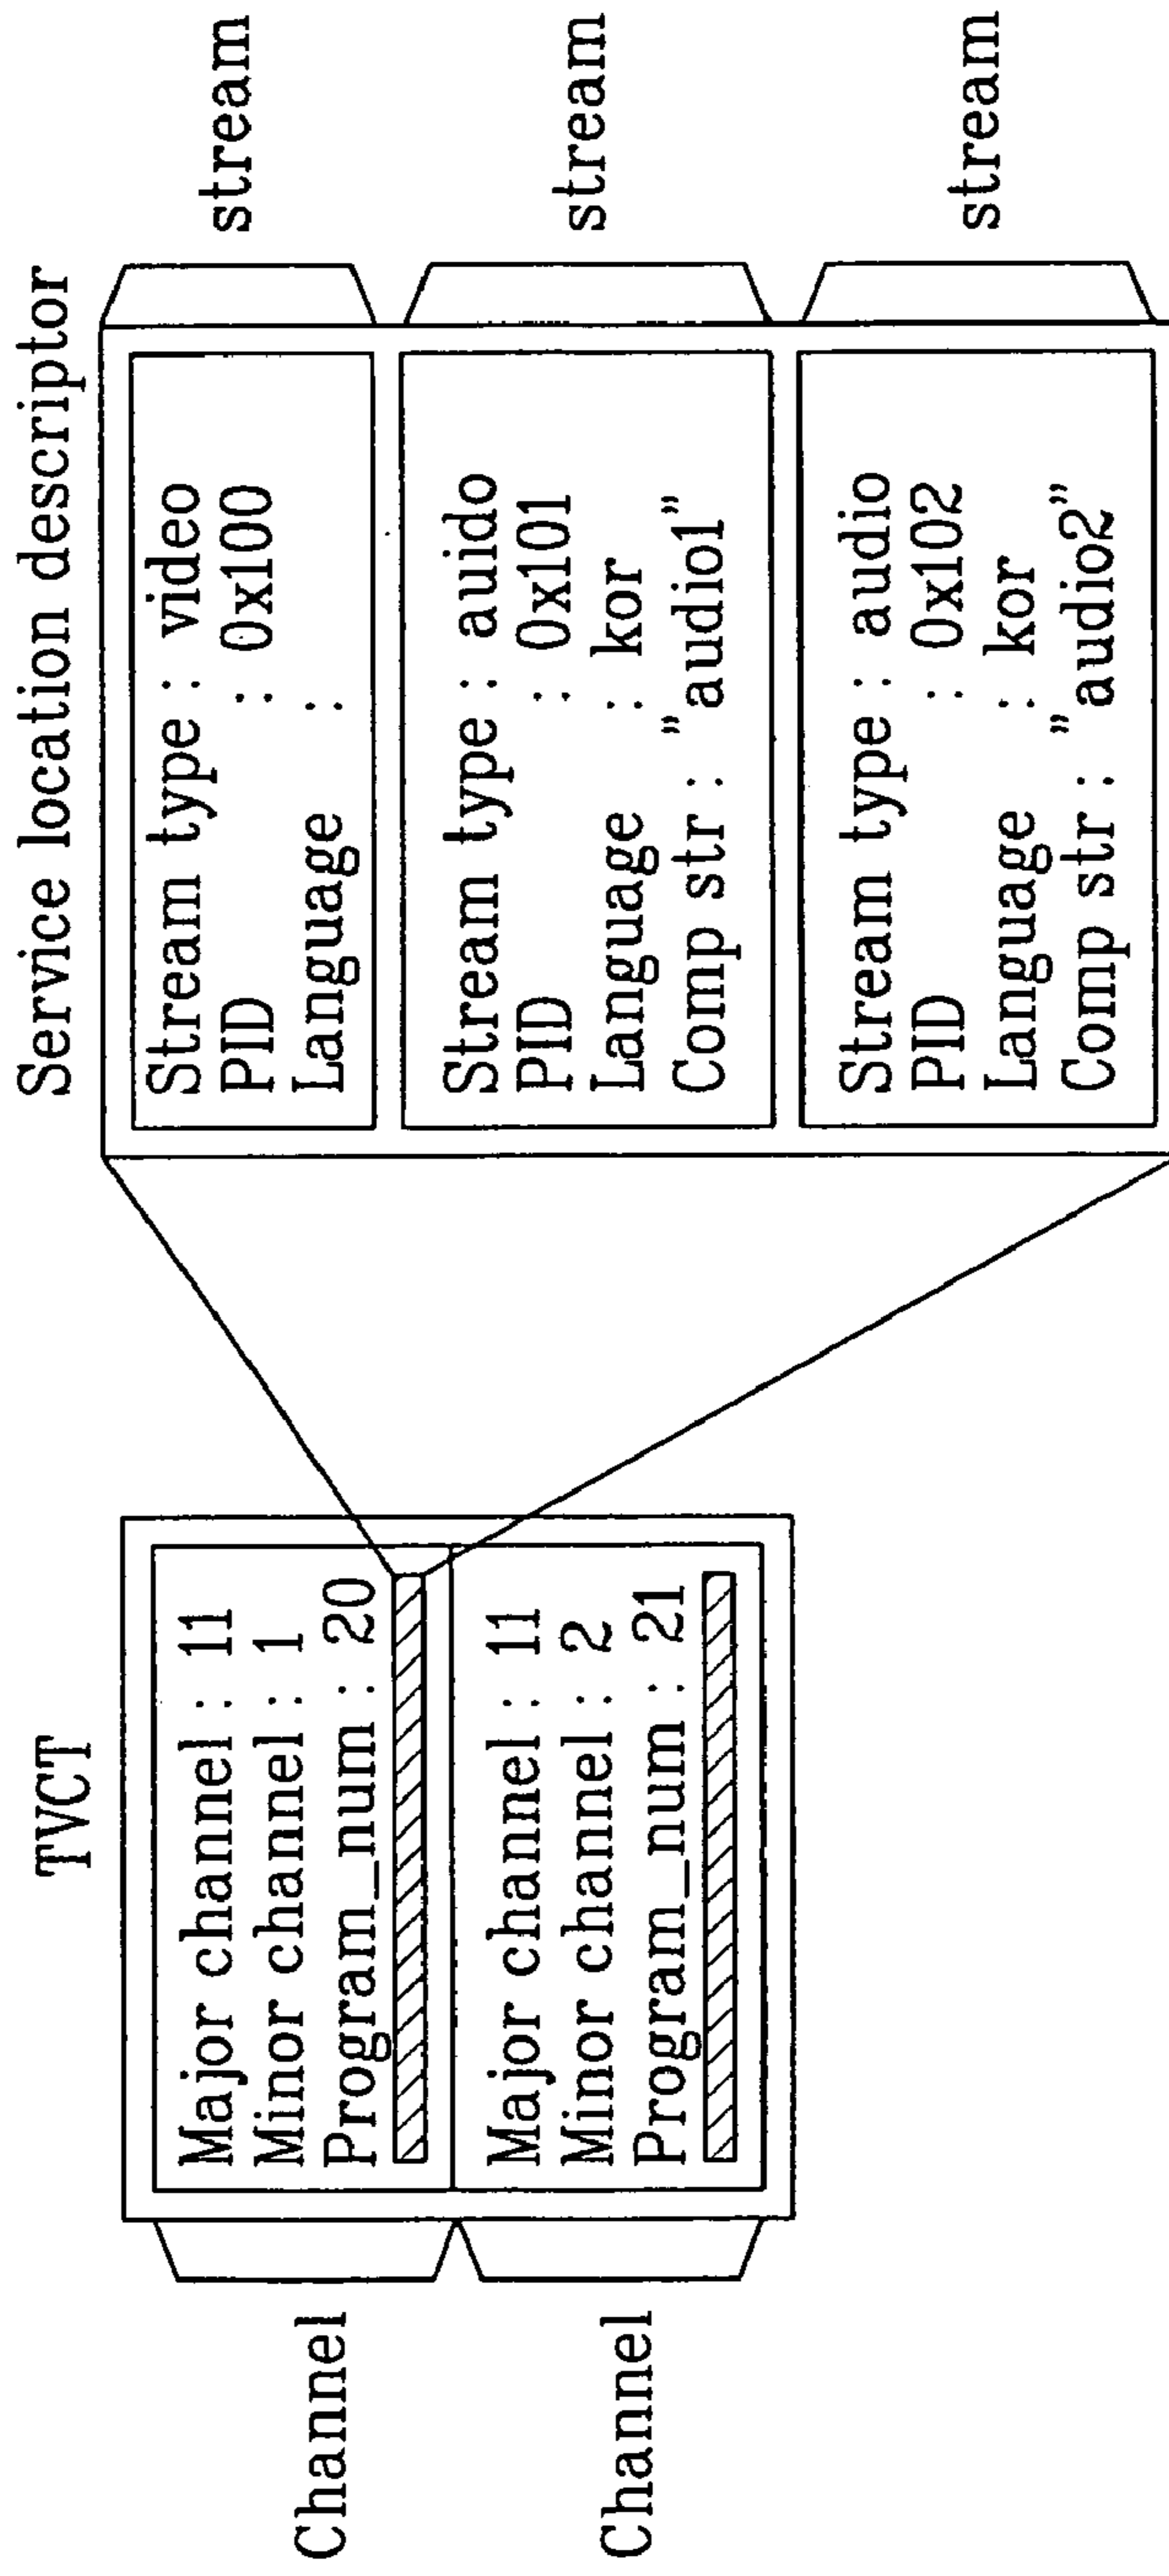 TVCT
Channel
Major channel : 11
Minor channel : 1
Program_num : 20
Channel
Major channel : 11
Minor channel : 2
Program_num : 21
Service location descriptor
Stream type : video
PID : 0x100
Language :
stream
Stream type : auido
PID : 0x101
Language : kor
Comp str : "audio1"
stream
Stream type : audio
PID : 0x102
Language : kor
Comp str : "audio2"
stream